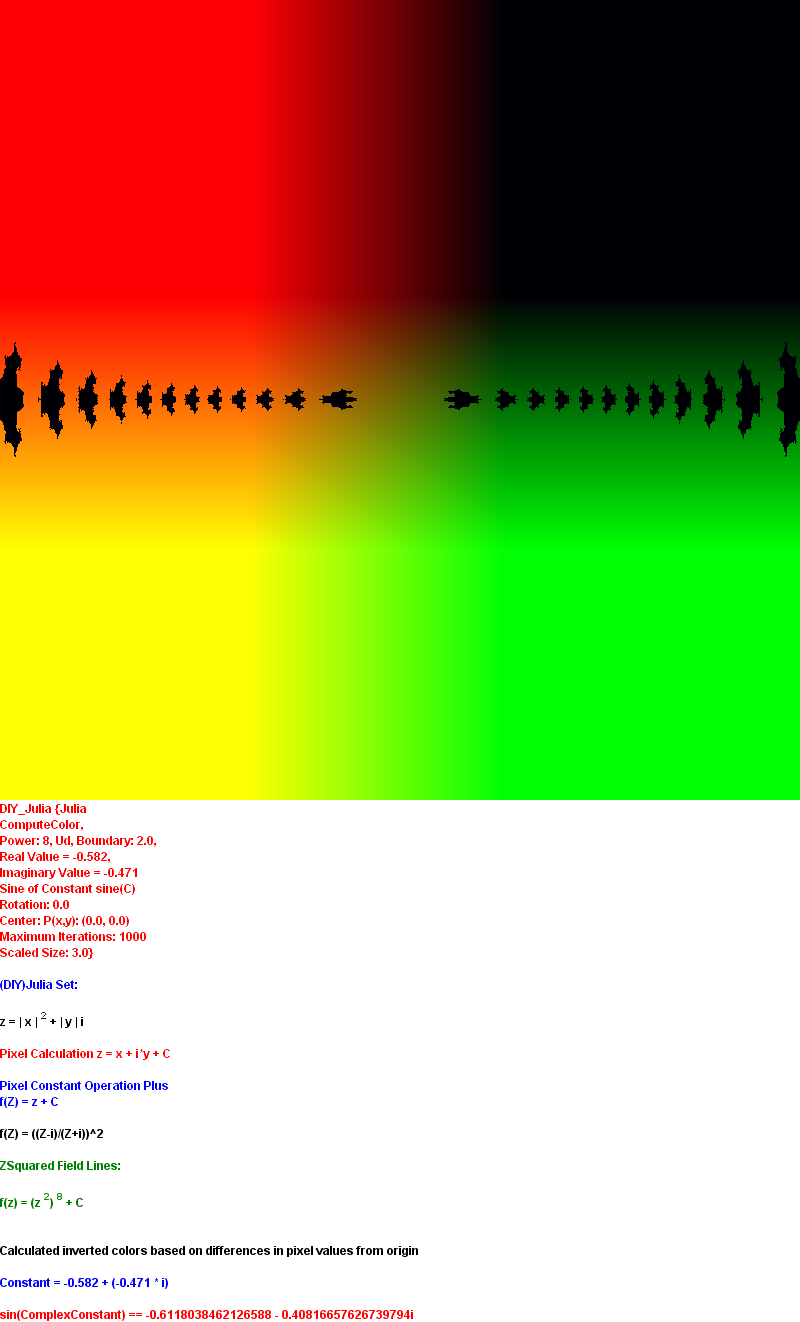 DIY_Julia {Julia
ComputeColor,
Power: 8, Ud, Boundary: 2.0,
Real Value = -0.582,
Imaginary Value = -0.471
Sine of Constant sine(C)
Rotation: 0.0
Center: P(x,y): (0.0, 0.0)
Maximum Iterations: 1000
Scaled Size: 3.0}
(DIY)Julia Set:
z = | x | 2 + | y | i
Pixel Calculation z = x + i*y + C
Pixel Constant Operation Plus
f(Z) = z + C
f(Z) = ((Z-i)/(Z+i))^2
ZSquared Field Lines:
f(z) = (z 2) 8 + C
Calculated inverted colors based on differences in pixel values from origin
Constant = -0.582 + (-0.471 * i)
sin(ComplexConstant) == -0.6118038462126588 - 0.40816657626739794i